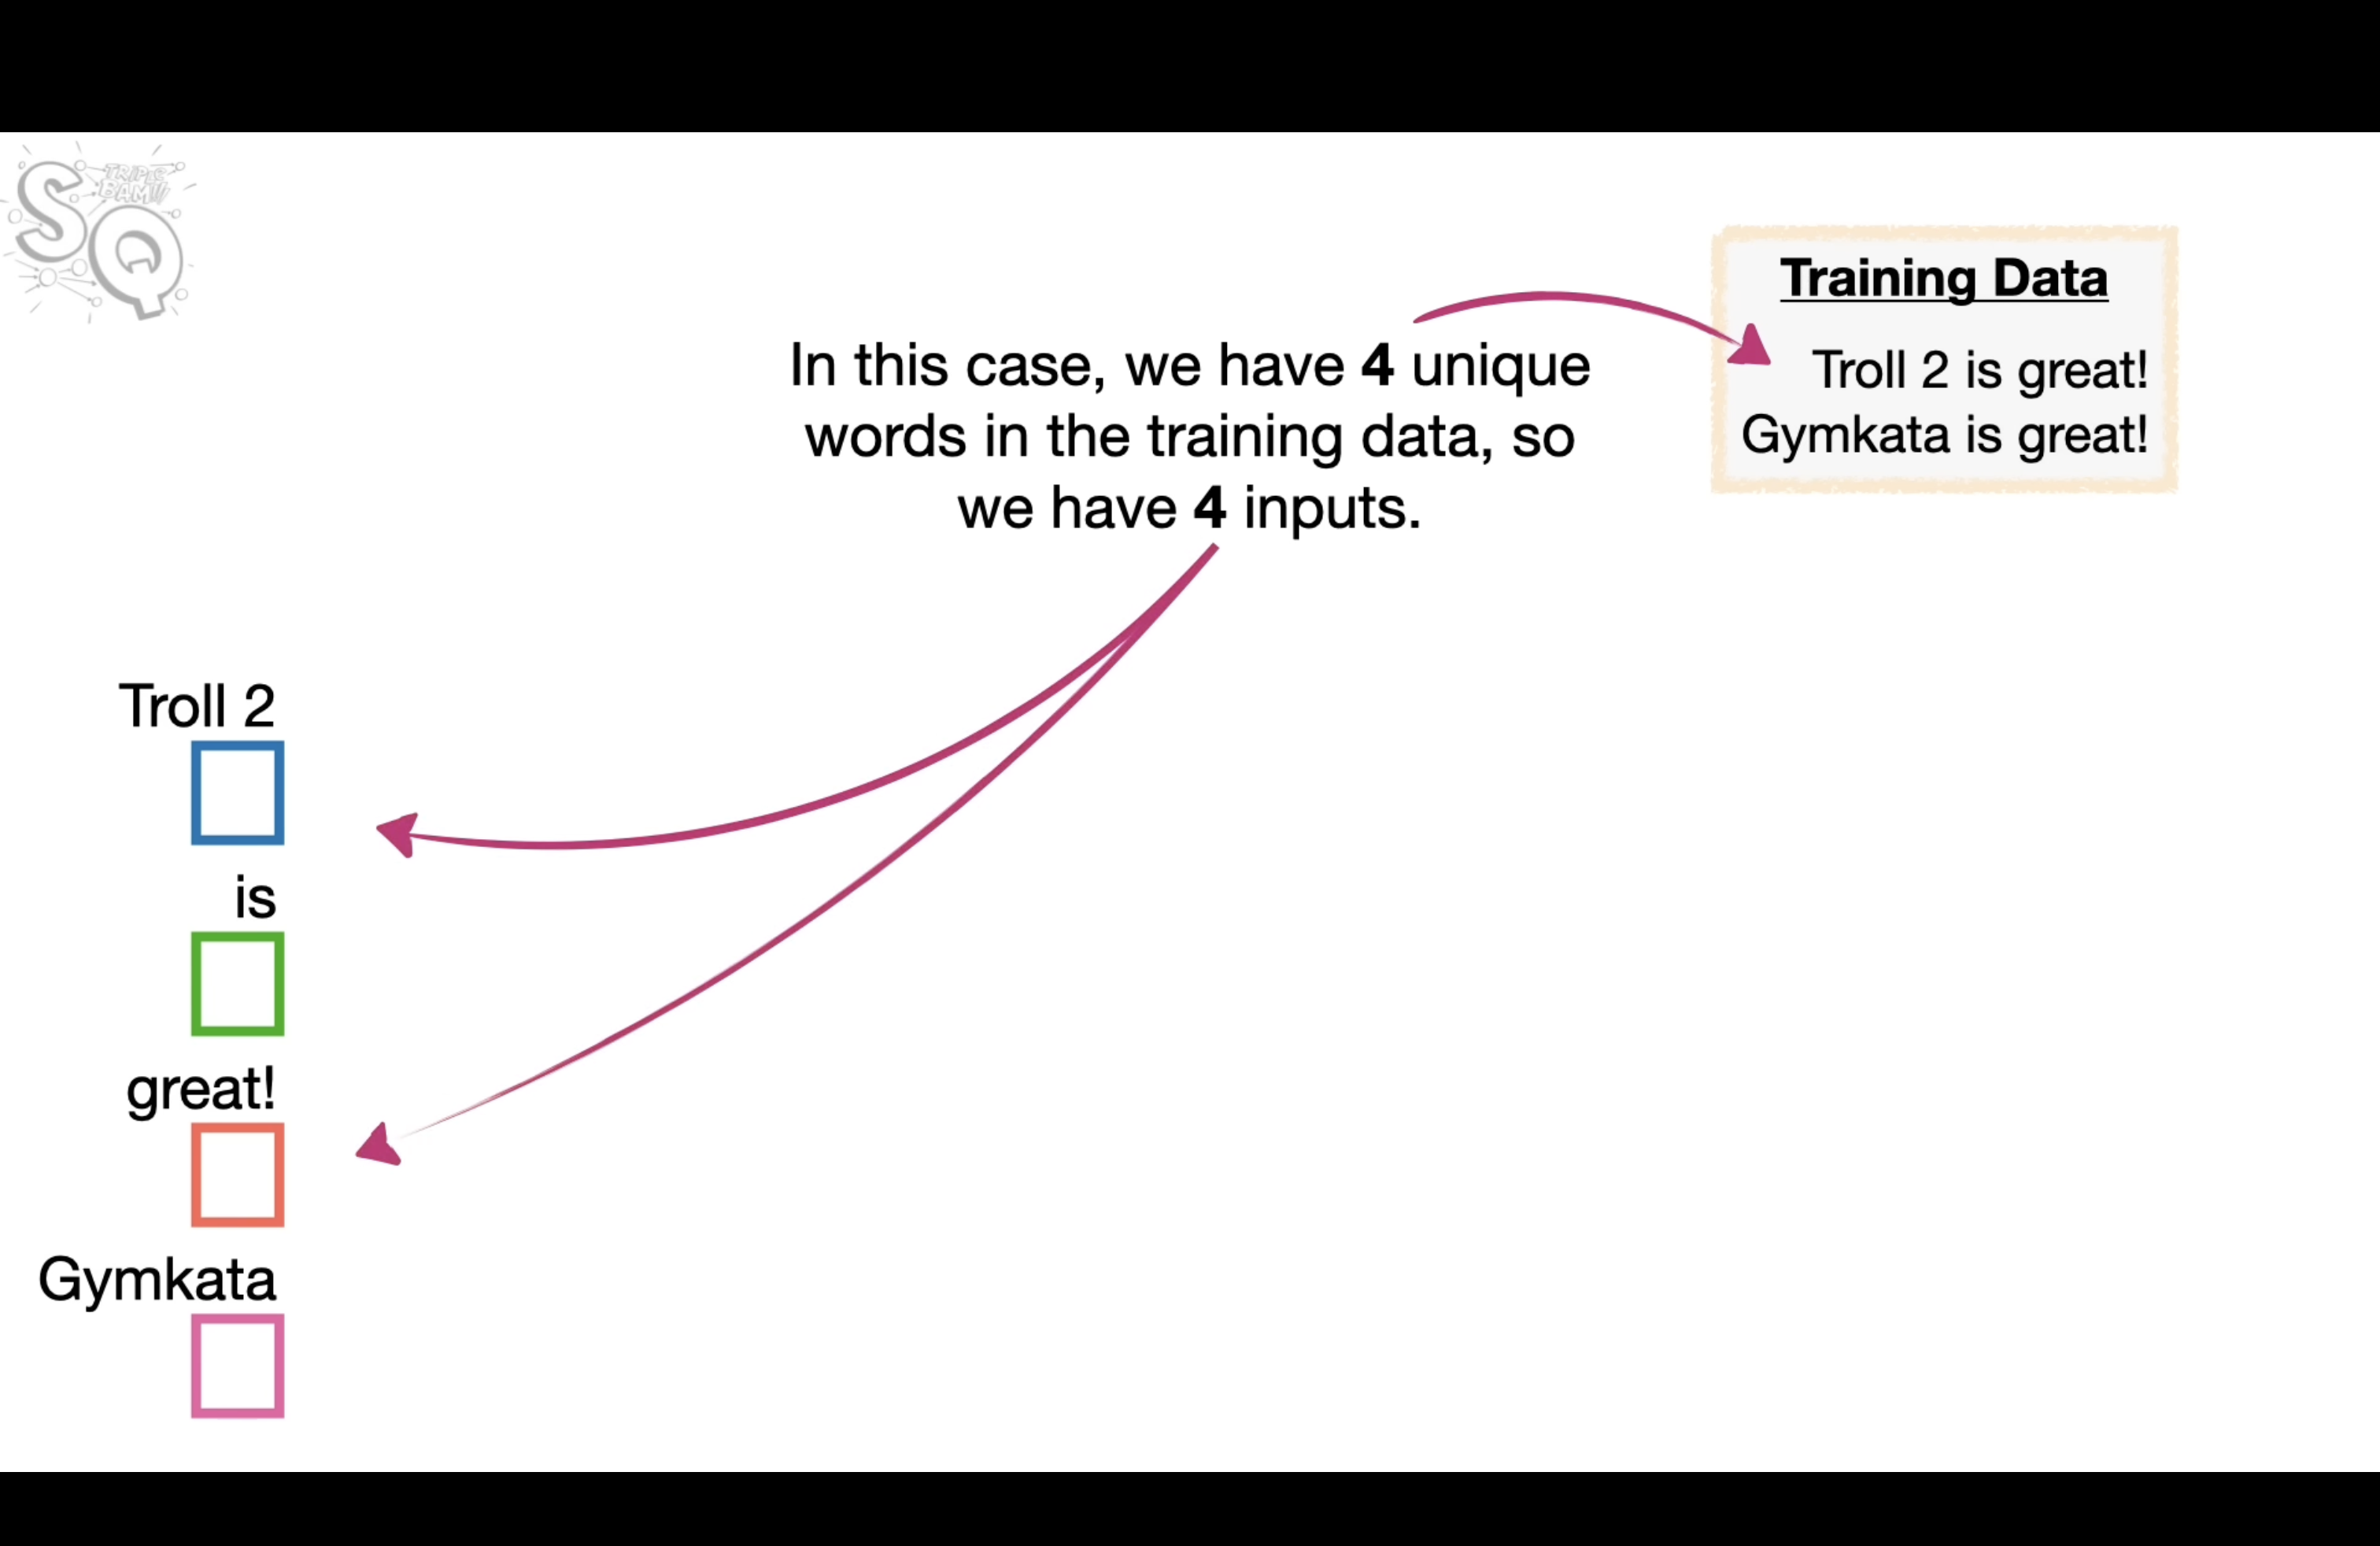 SQ
TRIPLE
BAM!!!
In this case, we have 4 unique
words in the training data, so
we have 4 inputs.
Training Data
Troll 2 is great!
Gymkata is great!
Troll 2
is
great!
Gymkata